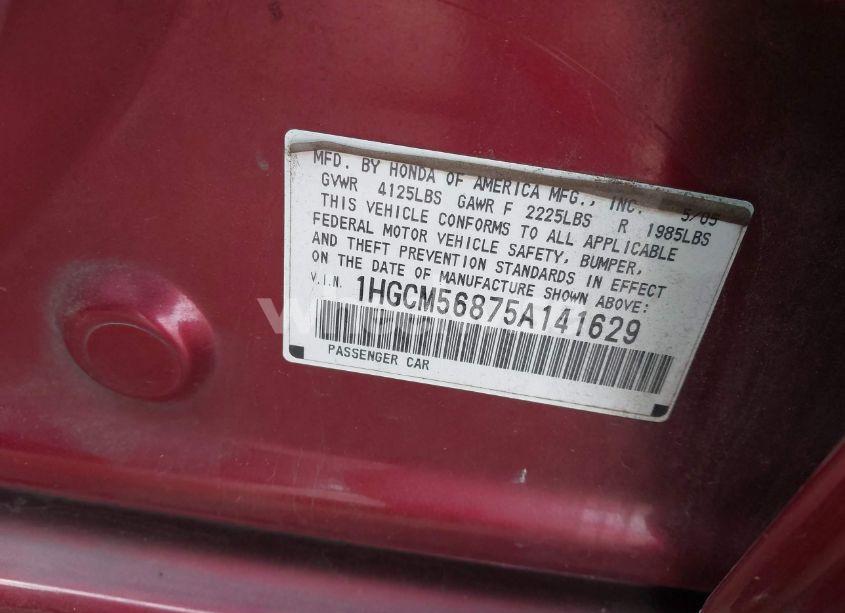 MFD. BY HONDA OF AMERICA MFG., INC. 5/05
GVWR 4125LBS GAWR F 2225LBS R 1985LBS
THIS VEHICLE CONFORMS TO ALL APPLICABLE
FEDERAL MOTOR VEHICLE SAFETY, BUMPER,
AND THEFT PREVENTION STANDARDS IN EFFECT
ON THE DATE OF MANUFACTURE SHOWN ABOVE:
V.I.N. 1HGCM56875A141629
PASSENGER CAR